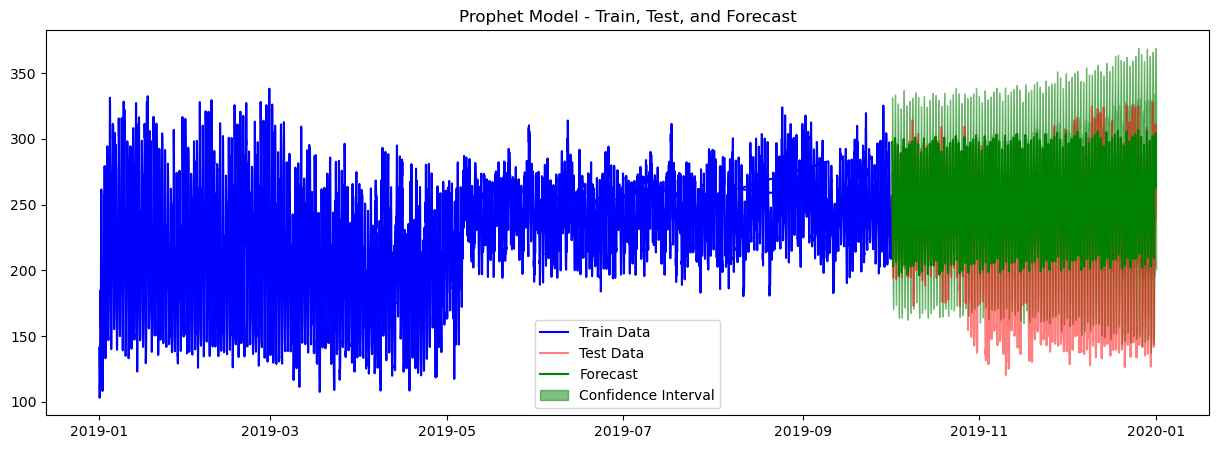 Prophet Model - Train, Test, and Forecast
350
300
250
200
150
100
Train Data
Test Data
Forecast
Confidence Interval
2019-01
2019-03
2019-05
2019-07
2019-09
2019-11
2020-01